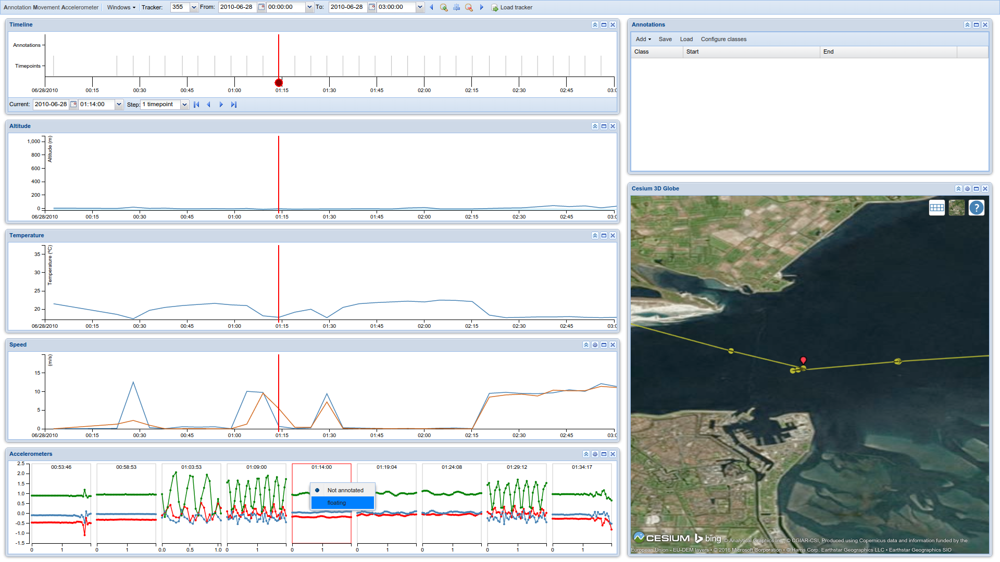 Annotation Movement Accelerometer Windows Tracker: 355 From: 2010-06-28 00:00:00 To: 2010-06-28 03:00:00 Load tracker
Timeline
Annotations
Timepoints
06/28/2010 00:15 00:30 00:45 01:00 01:15 01:30 01:45 02:00 02:15 02:30 02:45 03:0
Current: 2010-06-28 01:14:00 Step: 1 timepoint
Altitude
Altitude (m)
1,000
800
600
400
200
0
06/28/2010 00:15 00:30 00:45 01:00 01:15 01:30 01:45 02:00 02:15 02:30 02:45 03:0
Temperature
Temperature (°C)
35
30
25
20
06/28/2010 00:15 00:30 00:45 01:00 01:15 01:30 01:45 02:00 02:15 02:30 02:45 03:0
Speed
(m/s)
15
10
5
0
06/28/2010 00:15 00:30 00:45 01:00 01:15 01:30 01:45 02:00 02:15 02:30 02:45 03:0
Accelerometers
2.5
2.0
1.5
1.0
0.5
0.0
-0.5
-1.0
-1.5
00:53:46 00:58:53 01:03:53 01:09:00 01:14:00 01:19:04 01:24:08 01:29:12 01:34:17
Not annotated
floating
0 1 0 1 0.0 0.5 1.0 0 1 0 1 0 1 0 1 0 1 0 1
Annotations
Add Save Load Configure classes
Class Start End
Cesium 3D Globe
?
CESIUM bing © Analytical Graphics Inc., © CGIAR-CSI, Produced using Copernicus data and information funded by the
European Union - EU-DEM layers • © 2016 Microsoft Corporation • © Harris Corp, Earthstar Geographics LLC • Earthstar Geographics SIO